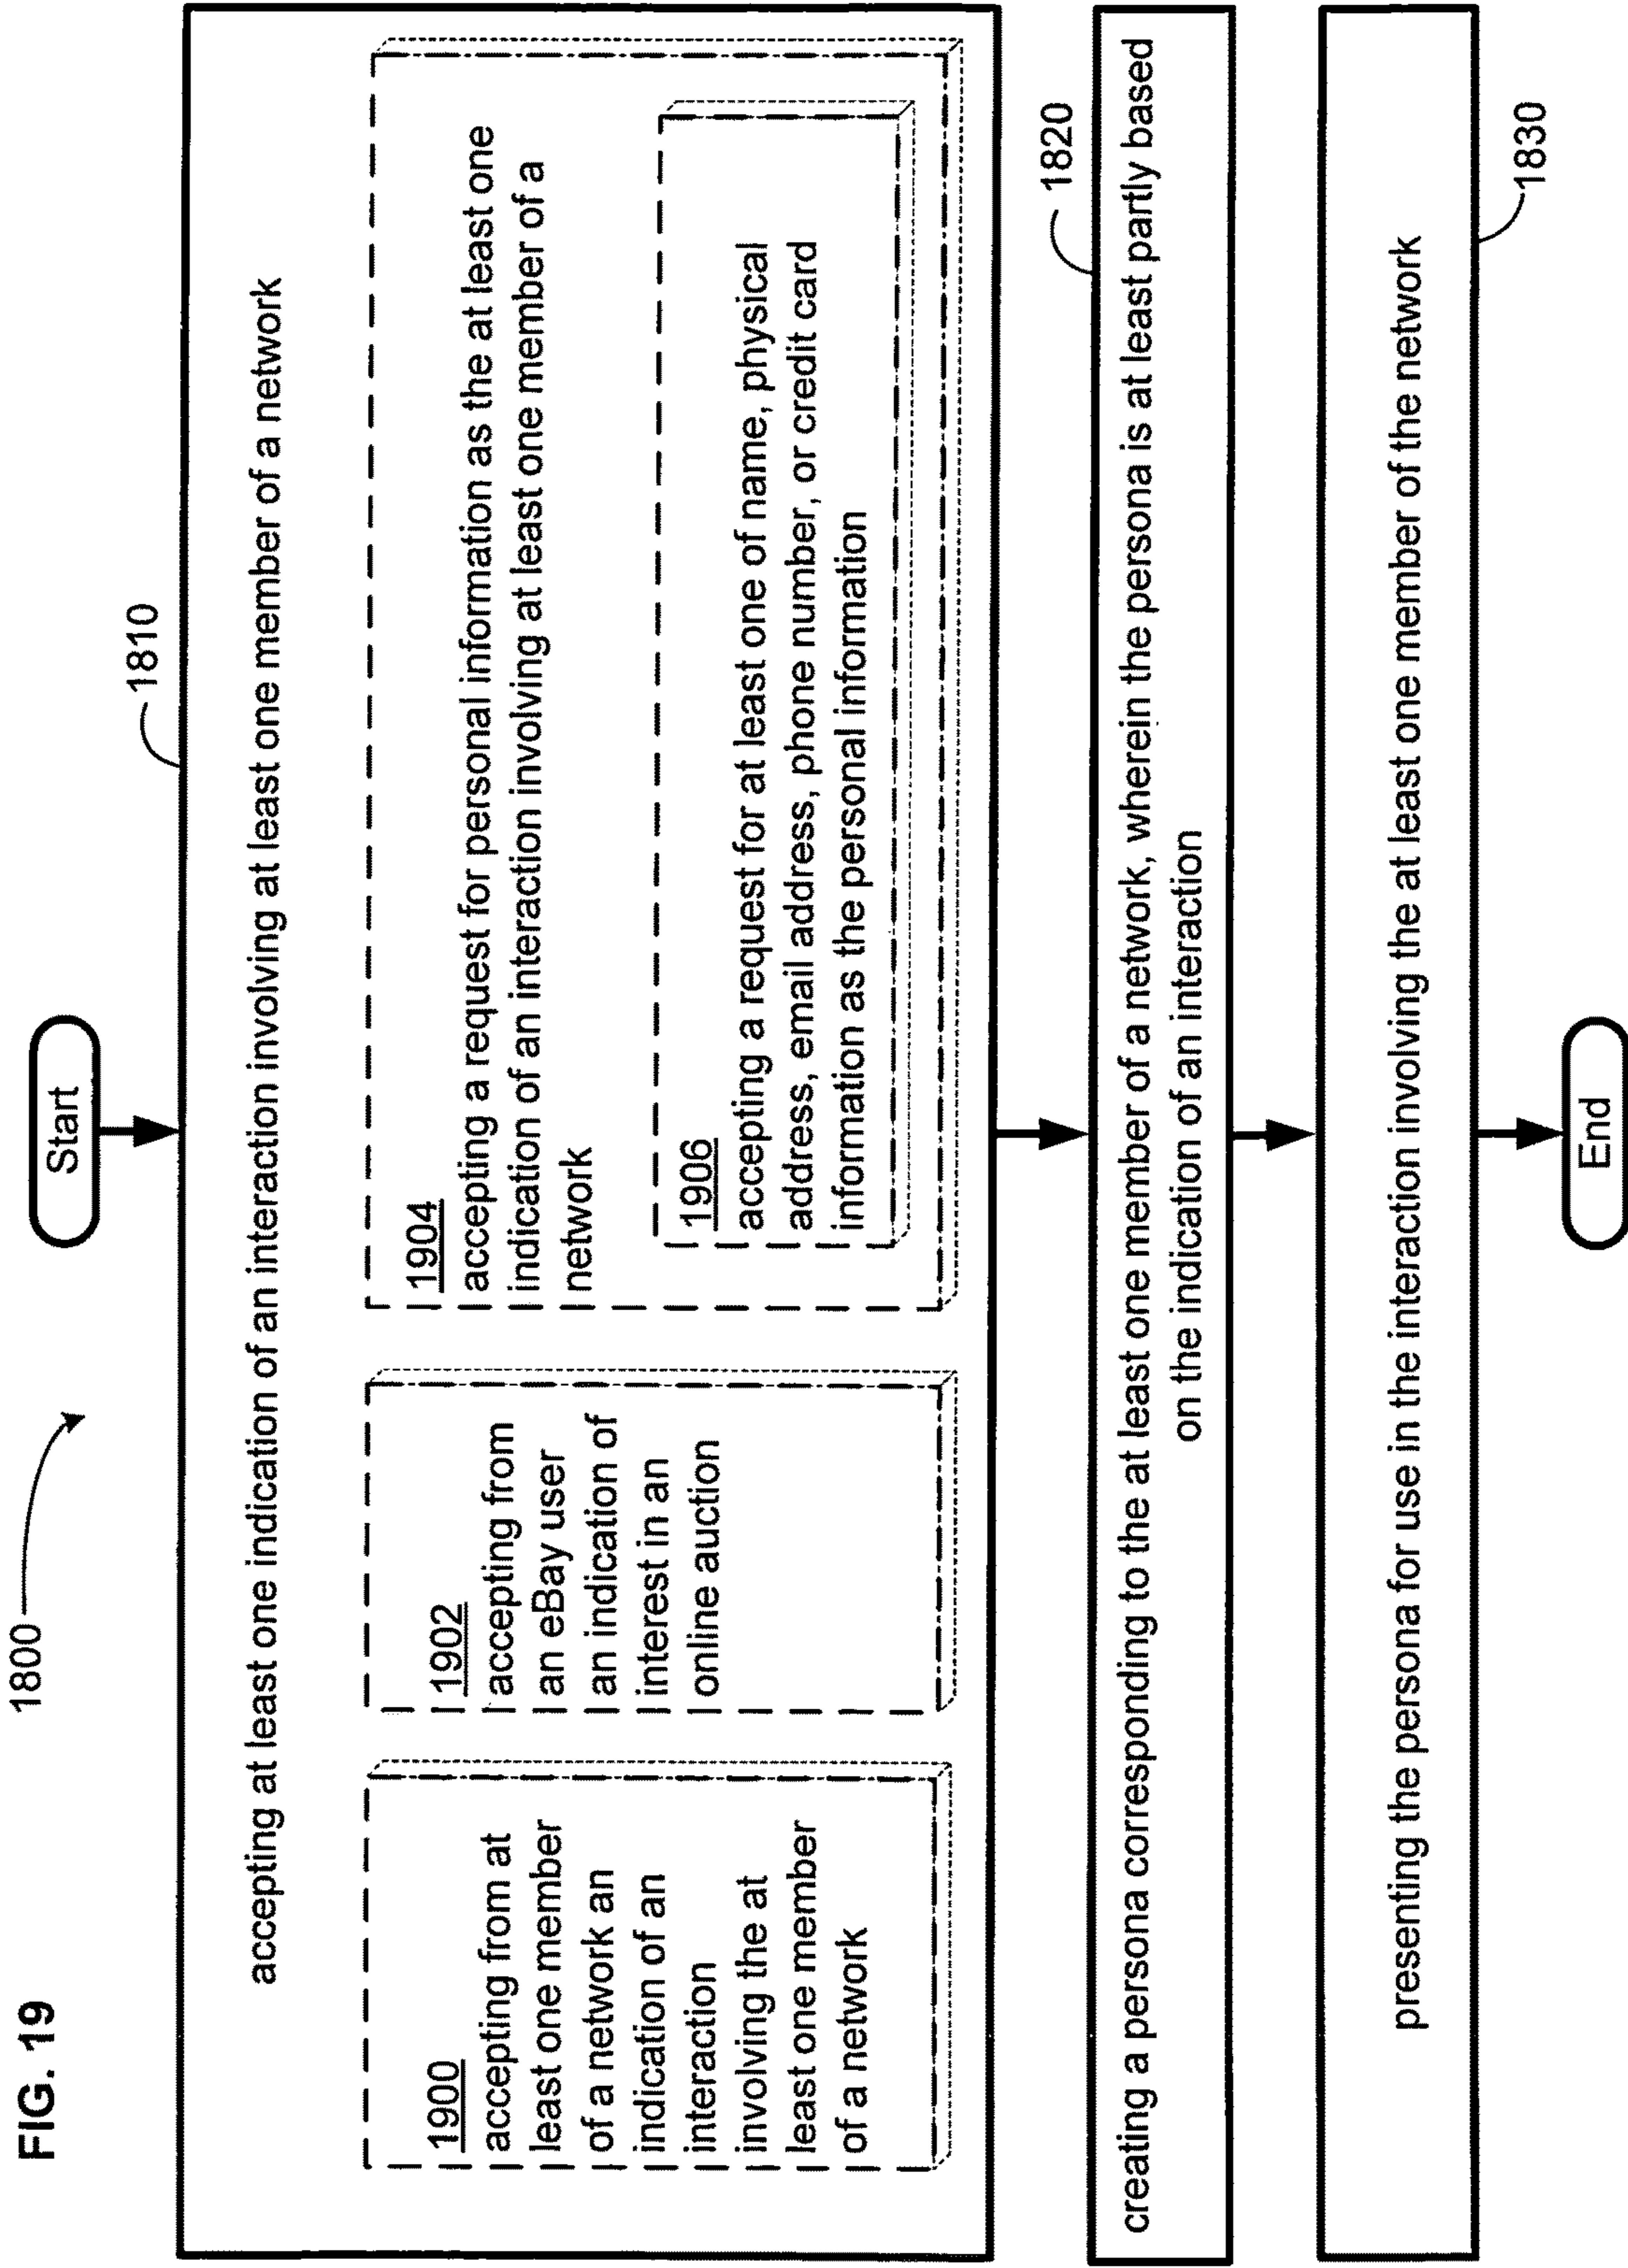 FIG. 19
1800
Start
1810
accepting at least one indication of an interaction involving at least one member of a network
1900
accepting from at
least one member
of a network an
indication of an
interaction
involving the at
least one member
of a network
1902
accepting from
an eBay user
an indication of
interest in an
online auction
1904
accepting a request for personal information as the at least one
indication of an interaction involving at least one member of a
network
1906
accepting a request for at least one of name, physical
address, email address, phone number, or credit card
information as the personal information
1820
creating a persona corresponding to the at least one member of a network, wherein the persona is at least partly based
on the indication of an interaction
presenting the persona for use in the interaction involving the at least one member of the network
1830
End